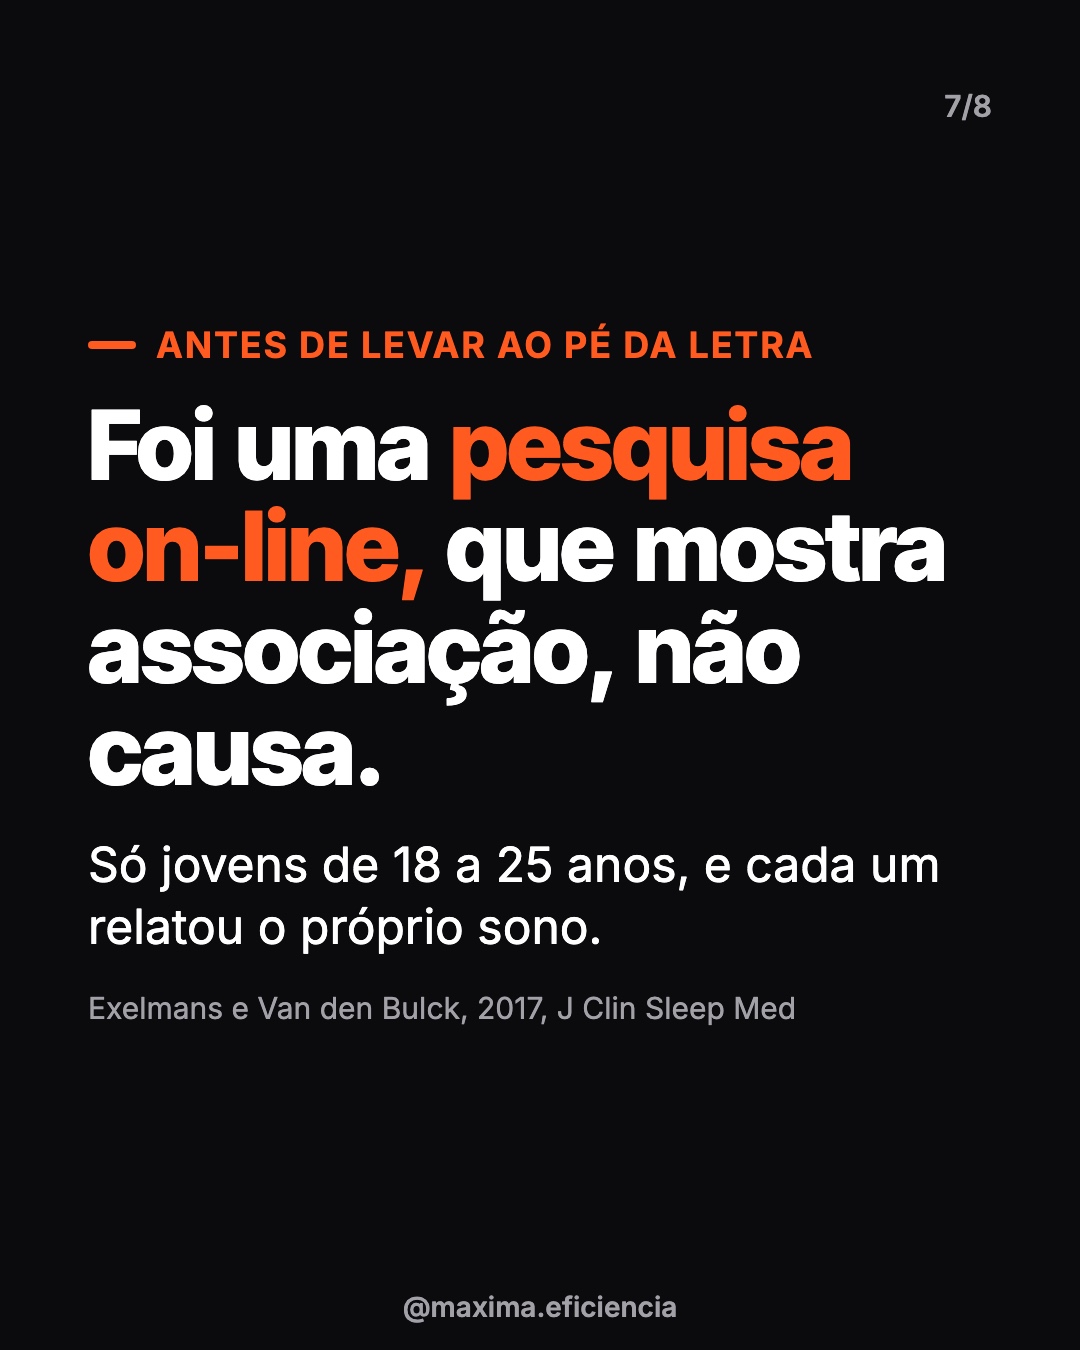 7/8
ANTES DE LEVAR AO PÉ DA LETRA
Foi uma pesquisa
on-line, que mostra
associação, não
causa.
Só jovens de 18 a 25 anos, e cada um
relatou o próprio sono.
Exelmans e Van den Bulck, 2017, J Clin Sleep Med
@maxima.eficiencia